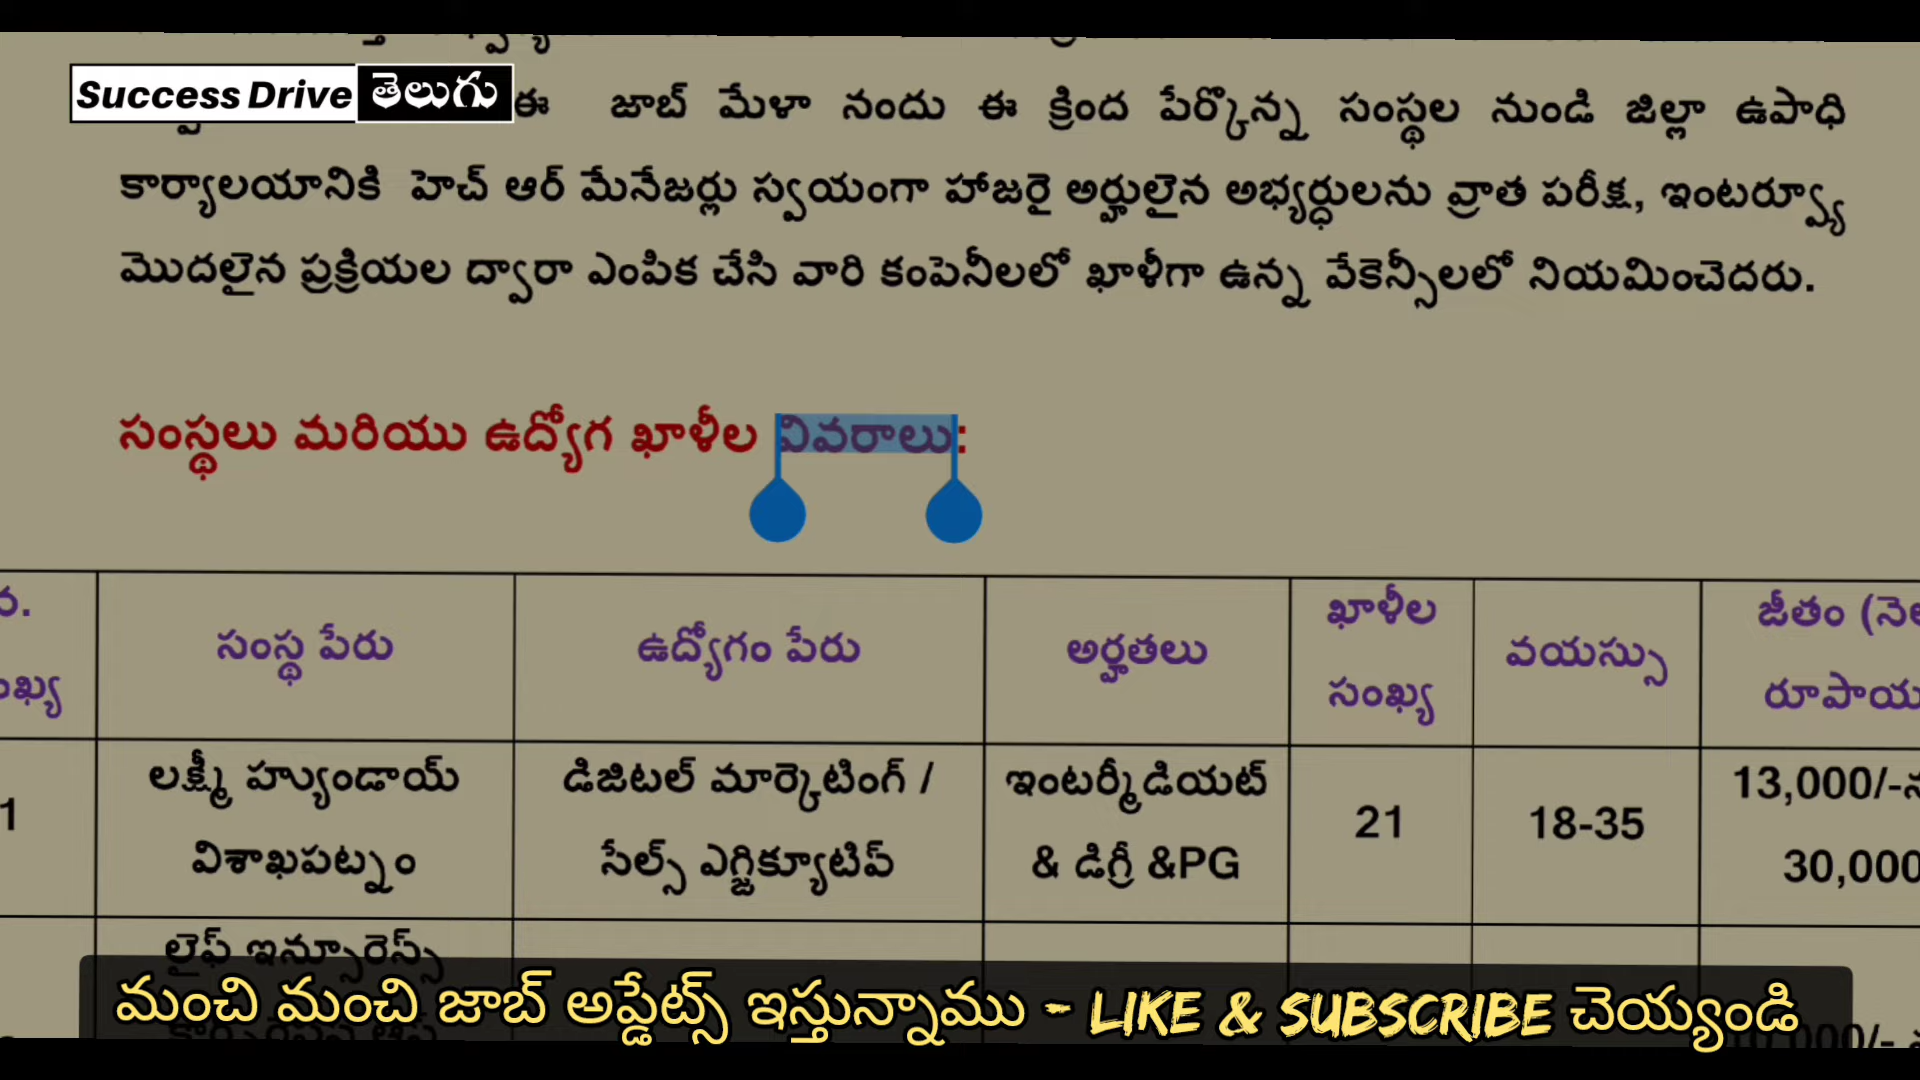 Success Drive తెలుగు
ఈ జాబ్ మేళా నందు ఈ క్రింద పేర్కొన్న సంస్థల నుండి జిల్లా ఉపాధి
కార్యాలయానికి హెచ్ ఆర్ మేనేజర్లు స్వయంగా హాజరై అర్హులైన అభ్యర్ధులను వ్రాత పరీక్ష, ఇంటర్వ్యూ
మొదలైన ప్రక్రియల ద్వారా ఎంపిక చేసి వారి కంపెనీలలో ఖాళీగా ఉన్న వేకెన్సీలలో నియమించెదరు.
సంస్థలు మరియు ఉద్యోగ ఖాళీల వివరాలు:
సంస్థ పేరు
ఉద్యోగం పేరు
అర్హతలు
ఖాళీల
సంఖ్య
వయస్సు
జీతం
1
లక్ష్మీ హ్యుండాయ్
విశాఖపట్నం
డిజిటల్ మార్కెటింగ్ /
సేల్స్ ఎగ్జిక్యూటివ్
ఇంటర్మీడియట్
& డిగ్రీ &PG
21
18-35
13,000/-
30,000
లైఫ్ ఇన్సూరెన్స్
మంచి మంచి జాబ్ అప్డేట్స్ ఇస్తున్నాము - LIKE & SUBSCRIBE చెయ్యండి